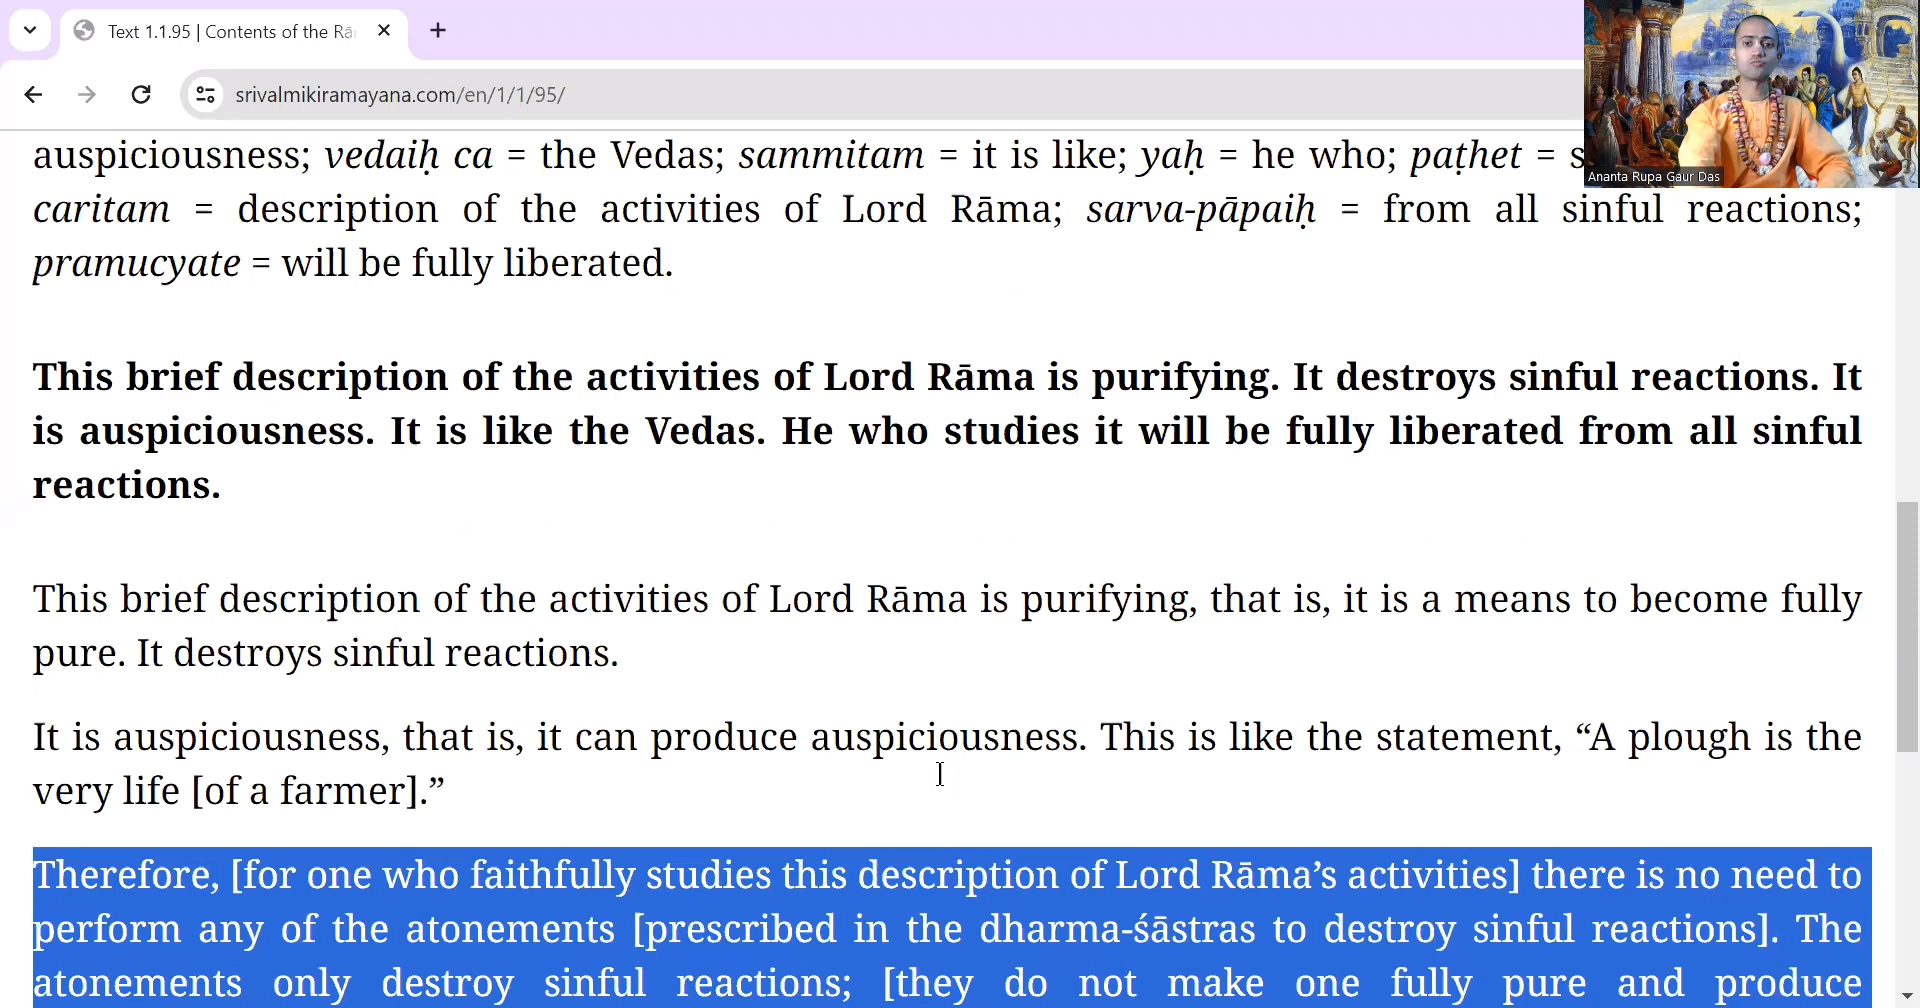 Text 1.1.95 | Contents of the Rā
srivalmikiramayana.com/en/1/1/95/
Ananta Rupa Gaur Das
auspiciousness; vedaiḥ ca = the Vedas; sammitam = it is like; yaḥ = he who; paṭhet = s
caritam = description of the activities of Lord Rāma; sarva-pāpaiḥ = from all sinful reactions;
pramucyate = will be fully liberated.
This brief description of the activities of Lord Rāma is purifying. It destroys sinful reactions. It
is auspiciousness. It is like the Vedas. He who studies it will be fully liberated from all sinful
reactions.
This brief description of the activities of Lord Rāma is purifying, that is, it is a means to become fully
pure. It destroys sinful reactions.
It is auspiciousness, that is, it can produce auspiciousness. This is like the statement, “A plough is the
very life [of a farmer].”
Therefore, [for one who faithfully studies this description of Lord Rāma’s activities] there is no need to
perform any of the atonements [prescribed in the dharma-śāstras to destroy sinful reactions]. The
atonements only destroy sinful reactions; [they do not make one fully pure and produce